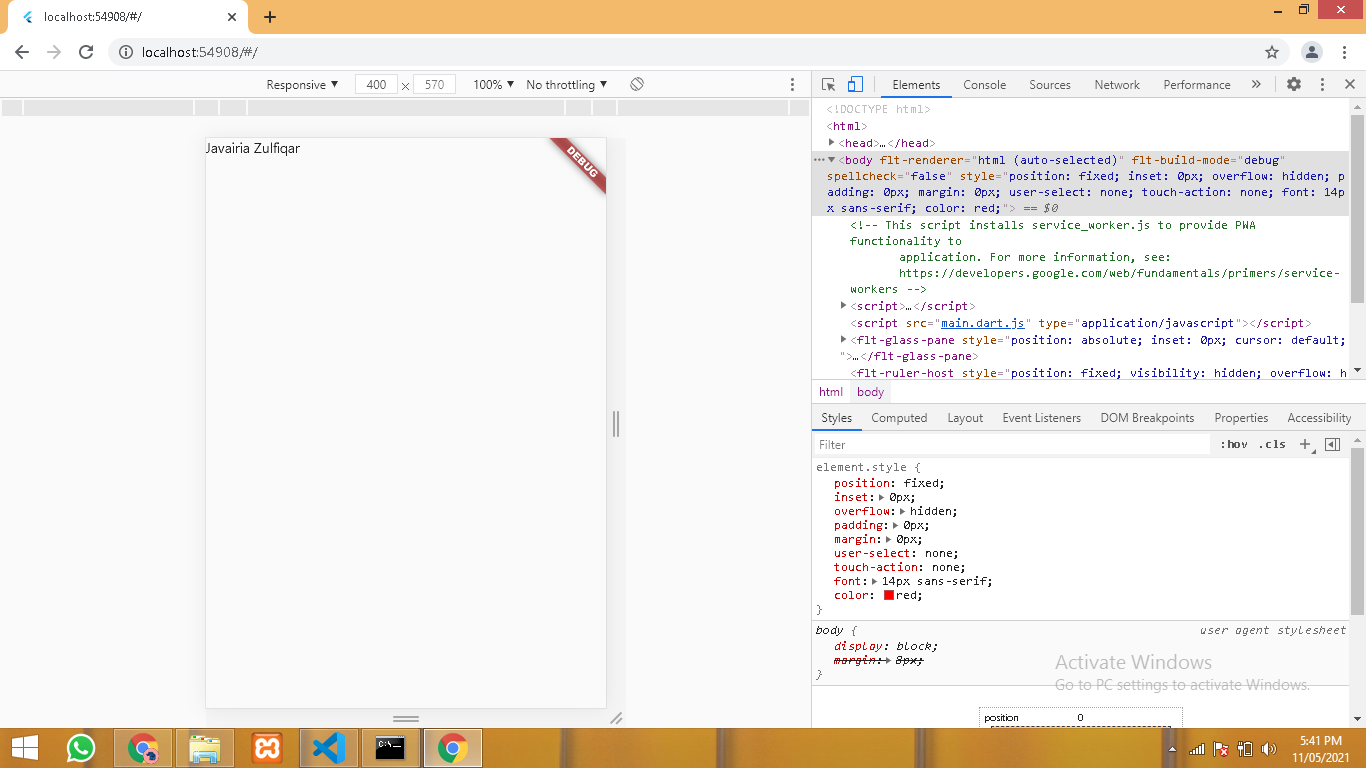 localhost:54908/#/
localhost:54908/#/
Responsive ▼ 400 × 570 100% ▼ No throttling ▼
Elements Console Sources Network Performance »
Javairia Zulfiqar
DEBUG
<!DOCTYPE html>
<html>
▶<head>…</head>
…▼<body flt-renderer="html (auto-selected)" flt-build-mode="debug"
spellcheck="false" style="position: fixed; inset: 0px; overflow: hidden; p
adding: 0px; margin: 0px; user-select: none; touch-action: none; font: 14p
x sans-serif; color: red;"> == $0
<!-- This script installs service_worker.js to provide PWA
functionality to
application. For more information, see:
https://developers.google.com/web/fundamentals/primers/service-
workers -->
▶<script>…</script>
<script src="main.dart.js" type="application/javascript"></script>
▶<flt-glass-pane style="position: absolute; inset: 0px; cursor: default;
">…</flt-glass-pane>
<flt-ruler-host style="position: fixed; visibility: hidden; overflow: h
html body
Styles Computed Layout Event Listeners DOM Breakpoints Properties Accessibility
Filter :hov .cls +
element.style {
position: fixed;
inset:▶0px;
overflow:▶hidden;
padding:▶0px;
margin:▶0px;
user-select: none;
touch-action: none;
font:▶14px sans-serif;
color: red;
}
body { user agent stylesheet
display: block;
margin:▶8px;
}
Activate Windows
Go to PC settings to activate Windows.
position 0
C:\_
5:41 PM
11/05/2021